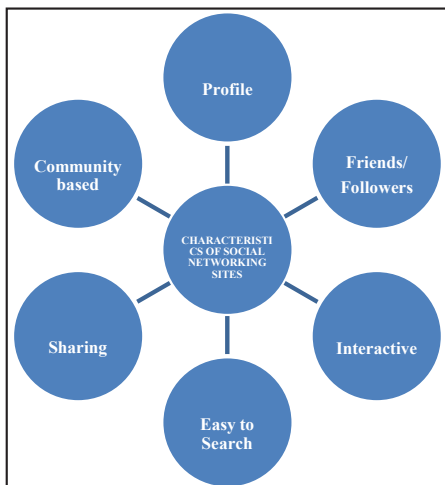 Profile
Friends/
Followers
Interactive
Easy to
Search
Sharing
Community
based
CHARACTERISTI
CS OF SOCIAL
NETWORKING
SITES